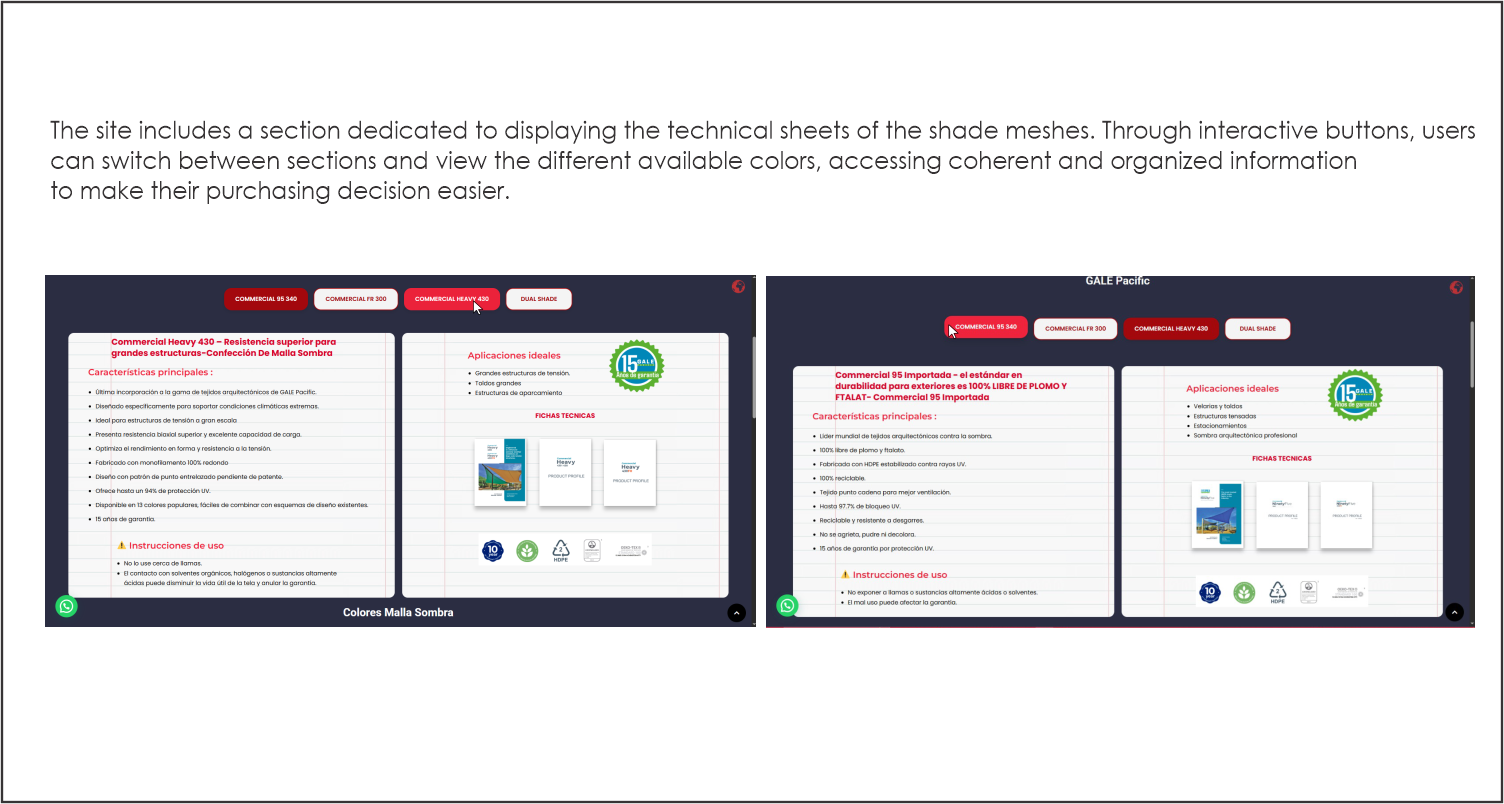 The site includes a section dedicated to displaying the technical sheets of the shade meshes. Through interactive buttons, users
can switch between sections and view the different available colors, accessing coherent and organized information
to make their purchasing decision easier.
COMMERCIAL 95 340
COMMERCIAL FR 300
COMMERCIAL HEAVY 430
DUAL SHADE
Commercial Heavy 430 – Resistencia superior para
grandes estructuras-Confección De Malla Sombra
Características principales :
• Última incorporación a la gama de tejidos arquitectónicos de GALE Pacific.
• Diseñado específicamente para soportar condiciones climáticas extremas.
• Ideal para estructuras de tensión a gran escala
• Presenta resistencia biaxial superior y excelente capacidad de carga.
• Optimiza el rendimiento en forma y resistencia a la tensión.
• Fabricado con monofilamento 100% redondo
• Diseño con patrón de punto entrelazado pendiente de patente.
• Ofrece hasta un 94% de protección UV.
• Disponible en 13 colores populares, fáciles de combinar con esquemas de diseño existentes.
• 15 años de garantía.
Instrucciones de uso
• No lo use cerca de llamas.
• El contacto con solventes orgánicos, halógenos o sustancias altamente
ácidas puede disminuir la vida útil de la tela y anular la garantía.
Aplicaciones ideales
• Grandes estructuras de tensión.
• Toldos grandes
• Estructuras de aparcamiento
15 GALE
Años de garantía
FICHAS TECNICAS
Heavy
PRODUCT PROFILE
Heavy
PRODUCT PROFILE
10
year
2
HDPE
Colores Malla Sombra
GALE Pacific
COMMERCIAL 95 340
COMMERCIAL FR 300
COMMERCIAL HEAVY 430
DUAL SHADE
Commercial 95 Importada - el estándar en
durabilidad para exteriores es 100% LIBRE DE PLOMO Y
FTALAT- Commercial 95 Importada
Características principales :
• Líder mundial de tejidos arquitectónicos contra la sombra.
• 100% libre de plomo y ftalato.
• Fabricada con HDPE estabilizado contra rayos UV.
• 100% reciclable.
• Tejido punto cadena para mejor ventilación.
• Hasta 97.7% de bloqueo UV.
• Reciclable y resistente a desgarres.
• No se agrieta, pudre ni decolora.
• 15 años de garantía por protección UV.
Instrucciones de uso
• No exponer a llamas o sustancias altamente ácidas o solventes.
• El mal uso puede afectar la garantía.
Aplicaciones ideales
• Velarias y toldos
• Estructuras tensadas
• Estacionamientos
• Sombra arquitectónica profesional
15 GALE
Años de garantía
FICHAS TECNICAS
PRODUCT PROFILE
PRODUCT PROFILE
10
year
2
HDPE